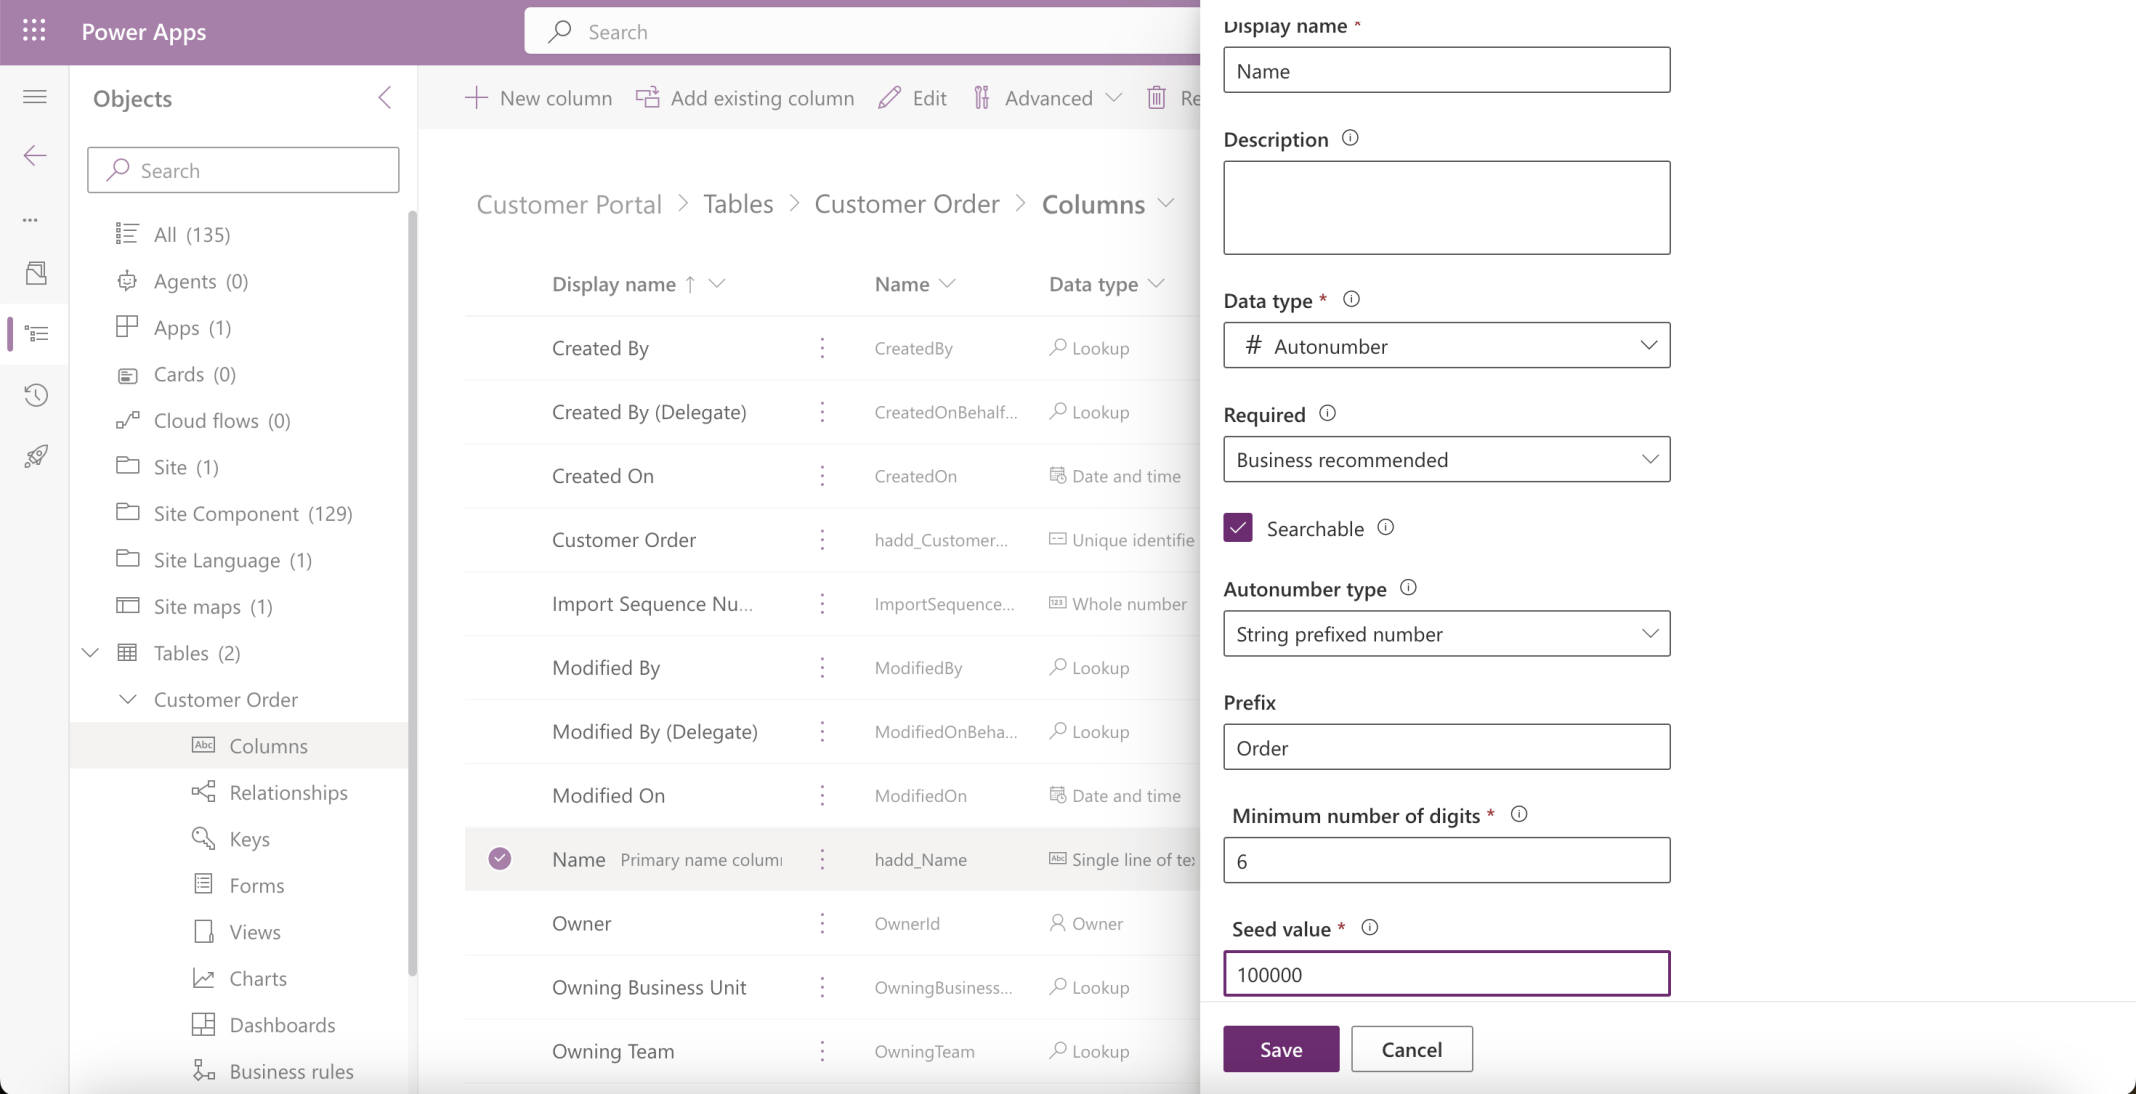 Power Apps
Search
Objects
Search
All (135)
Agents (0)
Apps (1)
Cards (0)
Cloud flows (0)
Site (1)
Site Component (129)
Site Language (1)
Site maps (1)
Tables (2)
Customer Order
Abc Columns
Relationships
Keys
Forms
Views
Charts
Dashboards
Business rules
New column
Add existing column
Edit
Advanced
Re
Customer Portal > Tables > Customer Order > Columns
Display name ↑ Name Data type
Created By CreatedBy Lookup
Created By (Delegate) CreatedOnBehalf... Lookup
Created On CreatedOn Date and time
Customer Order hadd_Customer... Unique identifie
Import Sequence Nu... ImportSequence... 123 Whole number
Modified By ModifiedBy Lookup
Modified By (Delegate) ModifiedOnBeha... Lookup
Modified On ModifiedOn Date and time
Name Primary name colum hadd_Name Abc Single line of te
Owner OwnerId Owner
Owning Business Unit OwningBusiness... Lookup
Owning Team OwningTeam Lookup
Display name *
Name
Description
Data type *
# Autonumber
Required
Business recommended
Searchable
Autonumber type
String prefixed number
Prefix
Order
Minimum number of digits *
6
Seed value *
100000
Save
Cancel